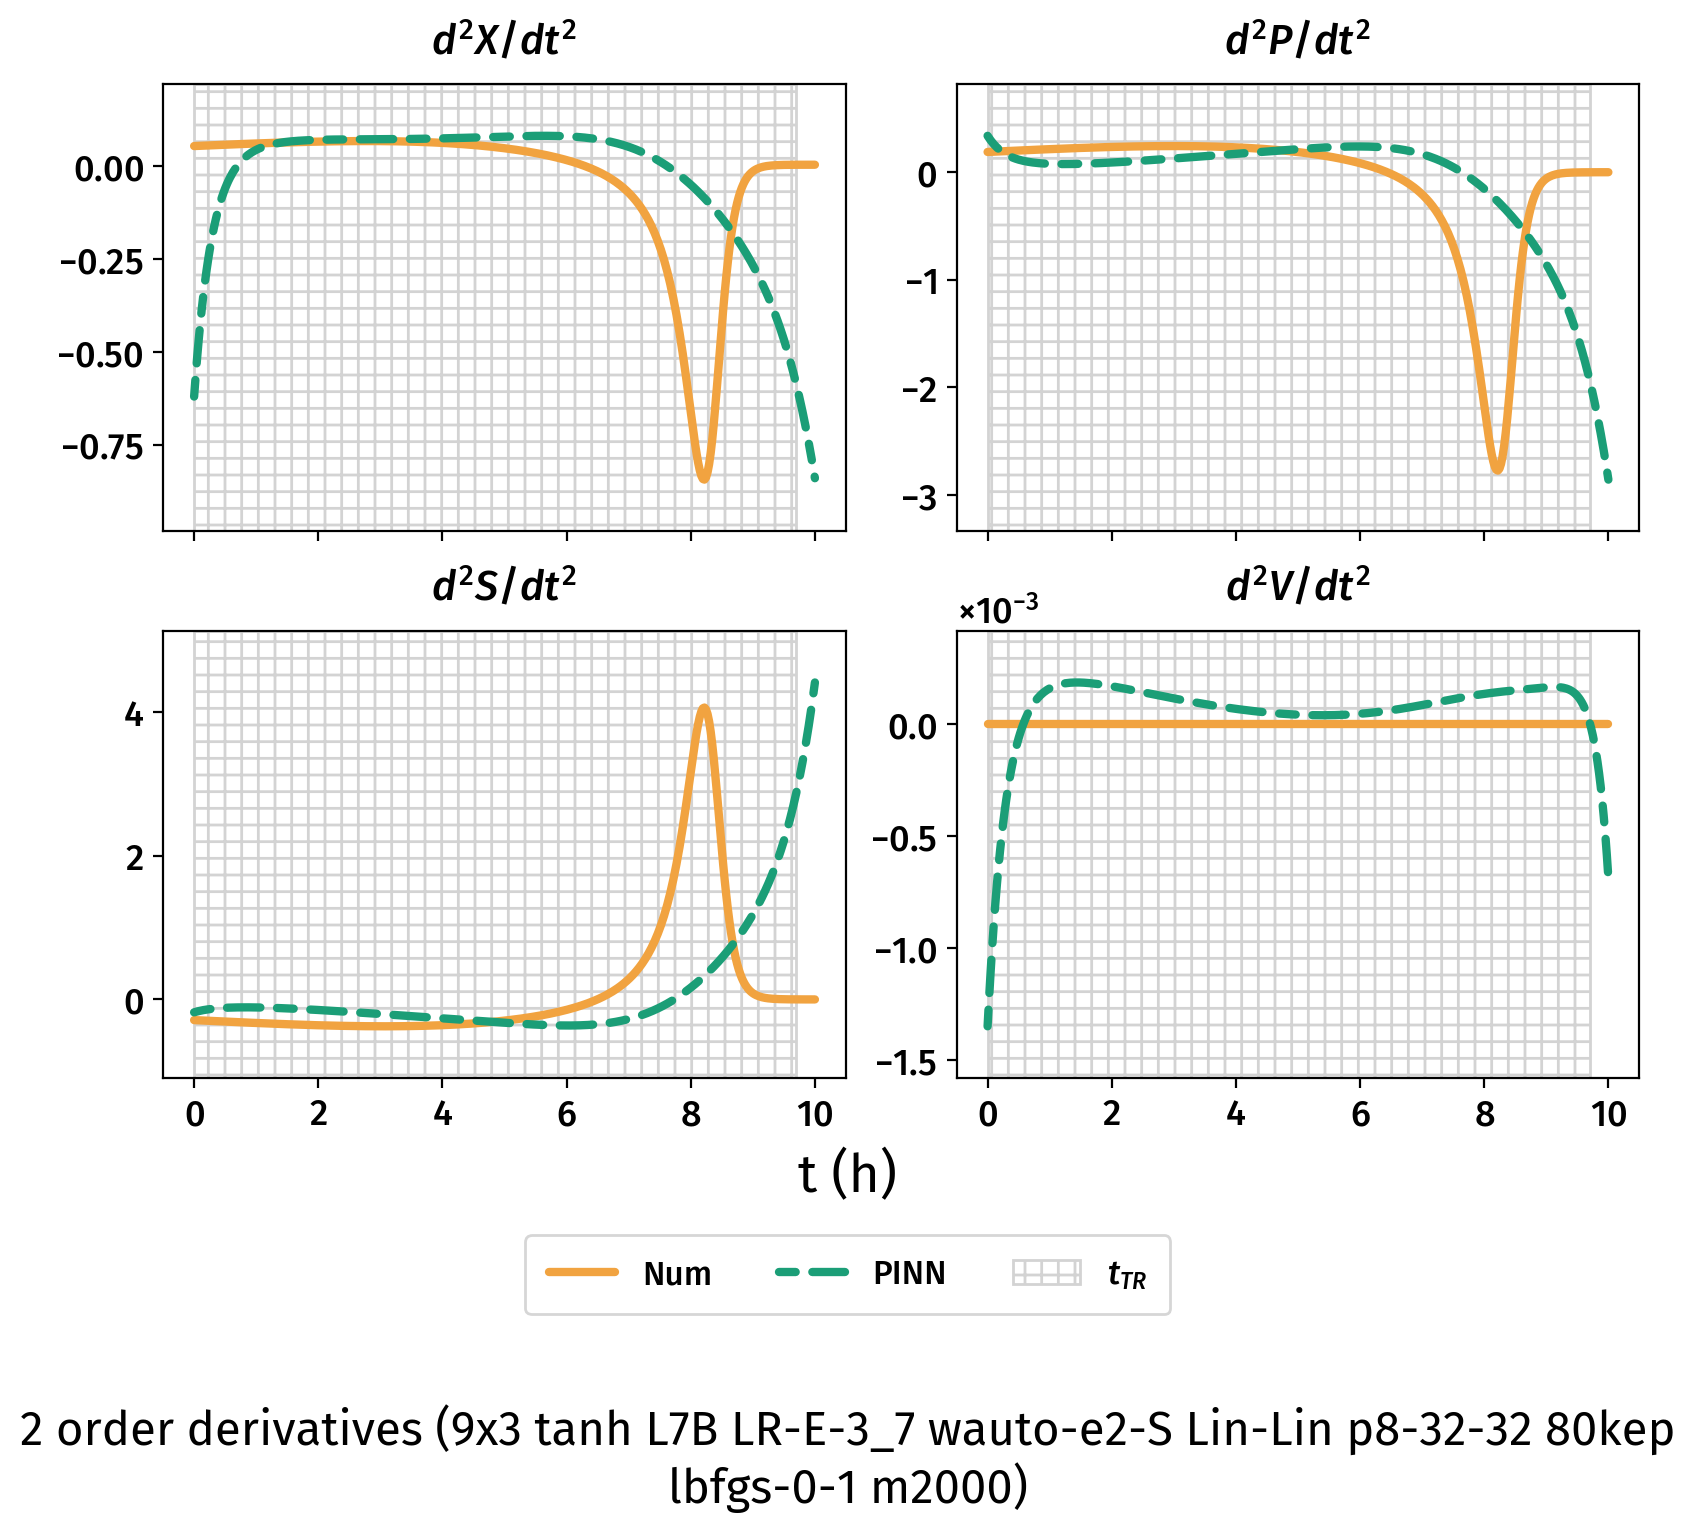 d²X/dt²
d²P/dt²
0.00
−0.25
−0.50
−0.75
0
−1
−2
−3
d²S/dt²
d²V/dt²
×10⁻³
4
2
0
0.0
−0.5
−1.0
−1.5
0 2 4 6 8 10
0 2 4 6 8 10
t (h)
Num PINN t_TR
2 order derivatives (9x3 tanh L7B LR-E-3_7 wauto-e2-S Lin-Lin p8-32-32 80kep
lbfgs-0-1 m2000)